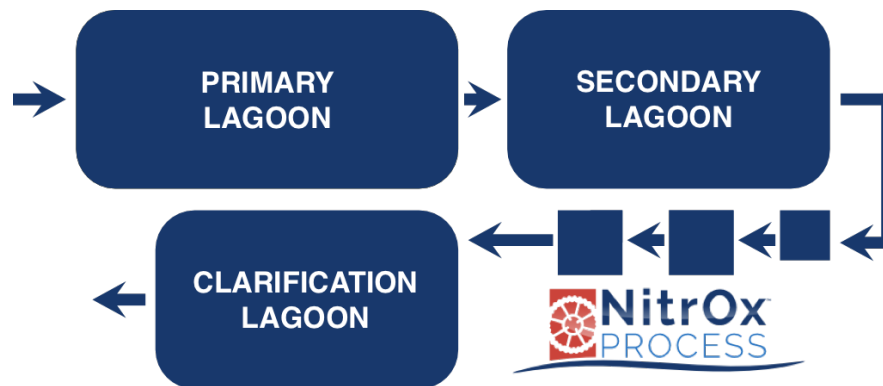 PRIMARY
LAGOON
SECONDARY
LAGOON
CLARIFICATION
LAGOON
NitrOx™
PROCESS